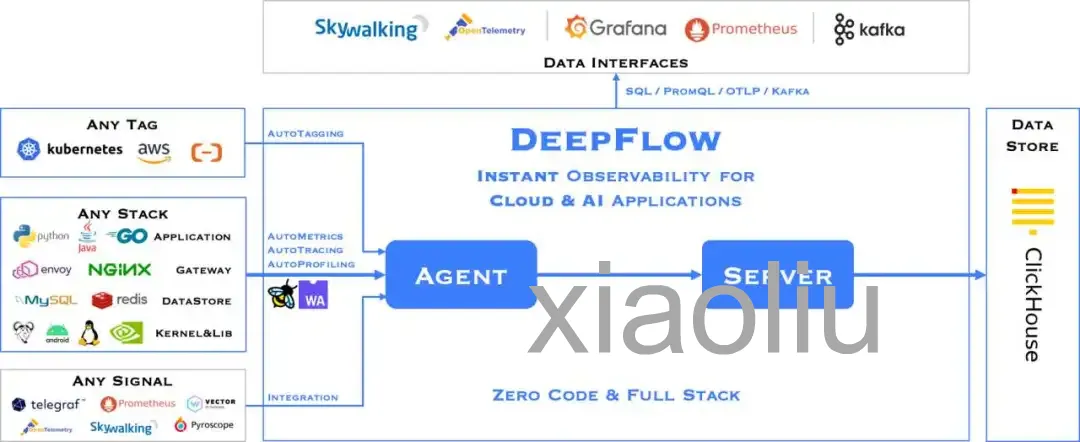 Skywalking OpenTelemetry Grafana Prometheus kafka
Data Interfaces
SQL / PromQL / OTLP / Kafka
Any Tag
kubernetes aws
AutoTagging
DeepFlow
Instant Observability for
Cloud & AI Applications
Data
Store
Any Stack
python Java GO Application
envoy NGINX Gateway
MySQL redis DataStore
android Kernel&Lib
AutoMetrics
AutoTracing
AutoProfiling
WA
Agent
Server
xiaoliu
ClickHouse
Any Signal
telegraf Prometheus VECTOR
OpenTelemetry Skywalking Pyroscope
Integration
Zero Code & Full Stack